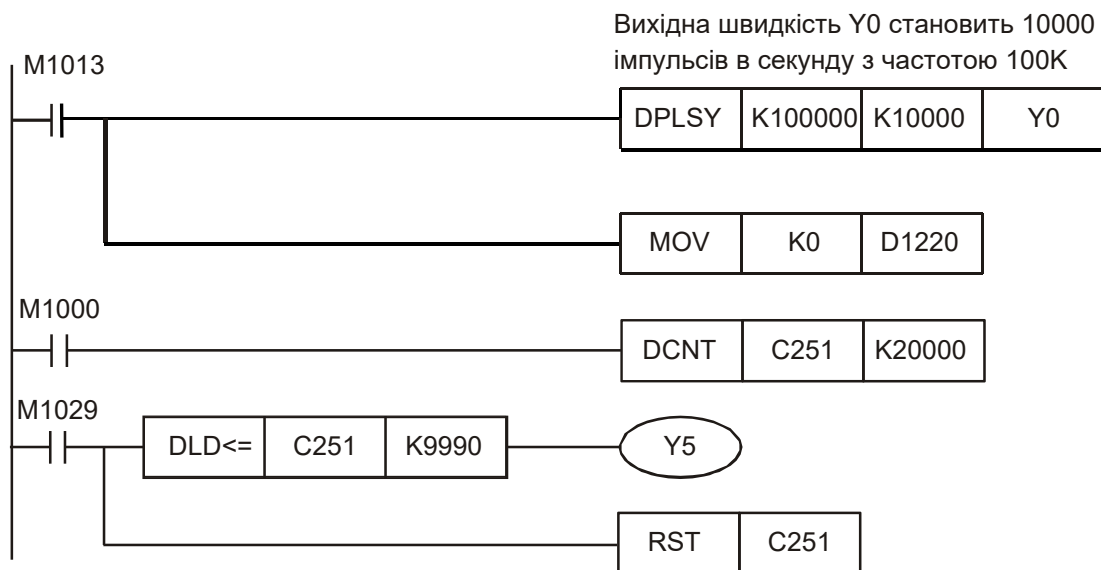 Вихідна швидкість Y0 становить 10000
імпульсів в секунду з частотою 100K
M1013
DPLSY K100000 K10000 Y0
MOV K0 D1220
M1000
DCNT C251 K20000
M1029
DLD<= C251 K9990 Y5
RST C251